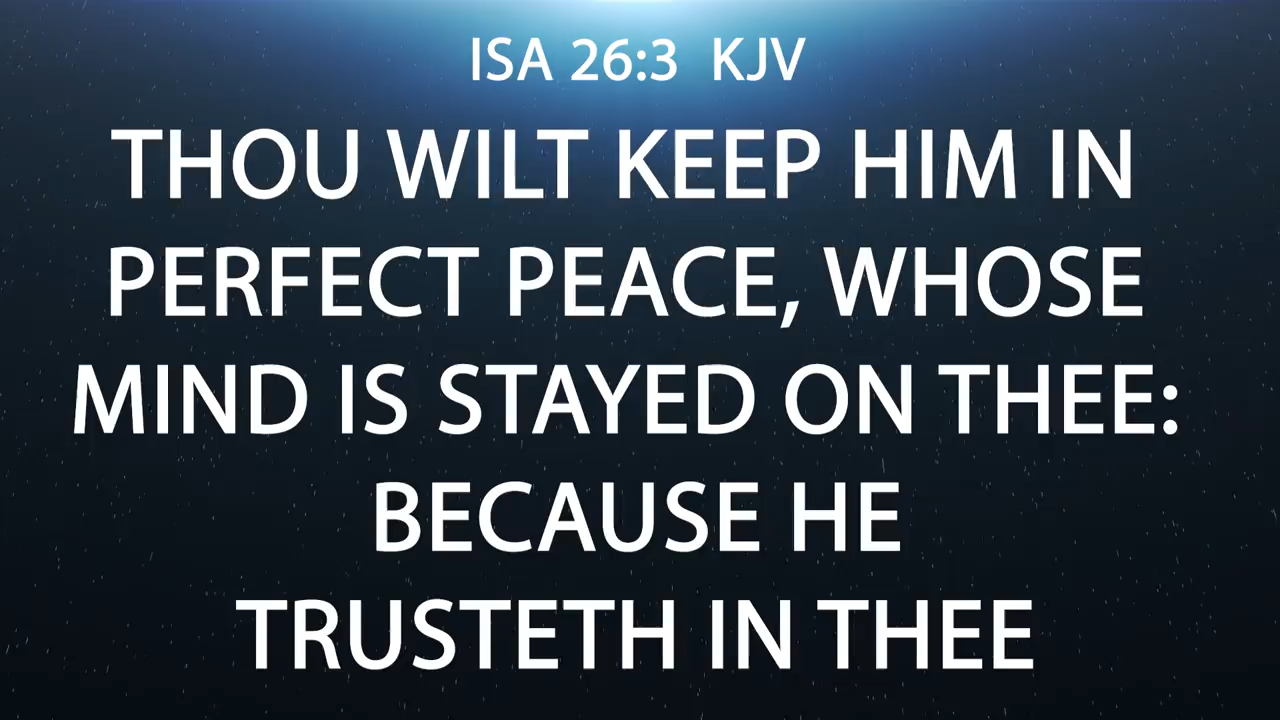 ISA 26:3 KJV
THOU WILT KEEP HIM IN
PERFECT PEACE, WHOSE
MIND IS STAYED ON THEE:
BECAUSE HE
TRUSTETH IN THEE